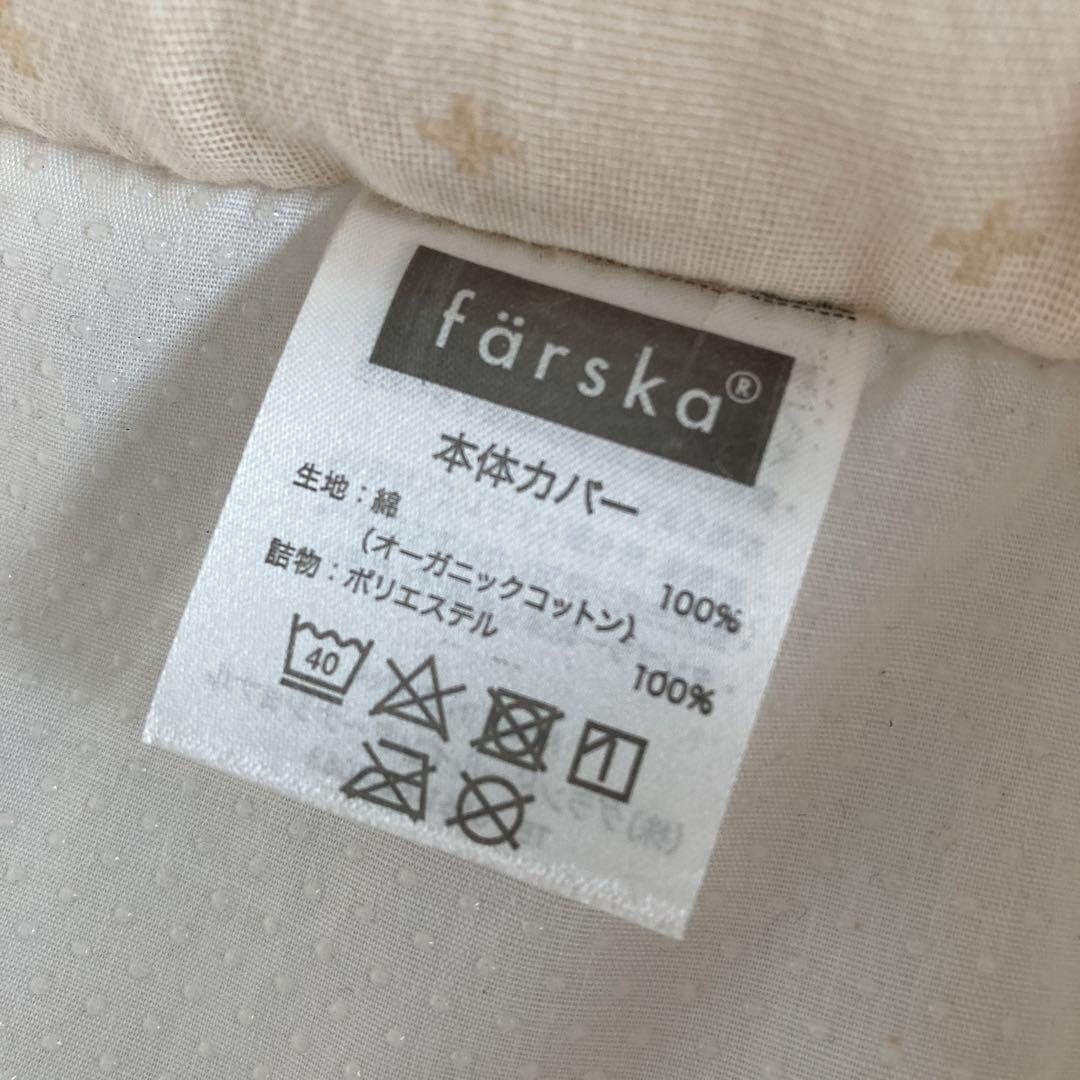 färska®
本体カバー
生地：綿 100%
(オーガニックコットン)
詰物：ポリエステル 100%
40